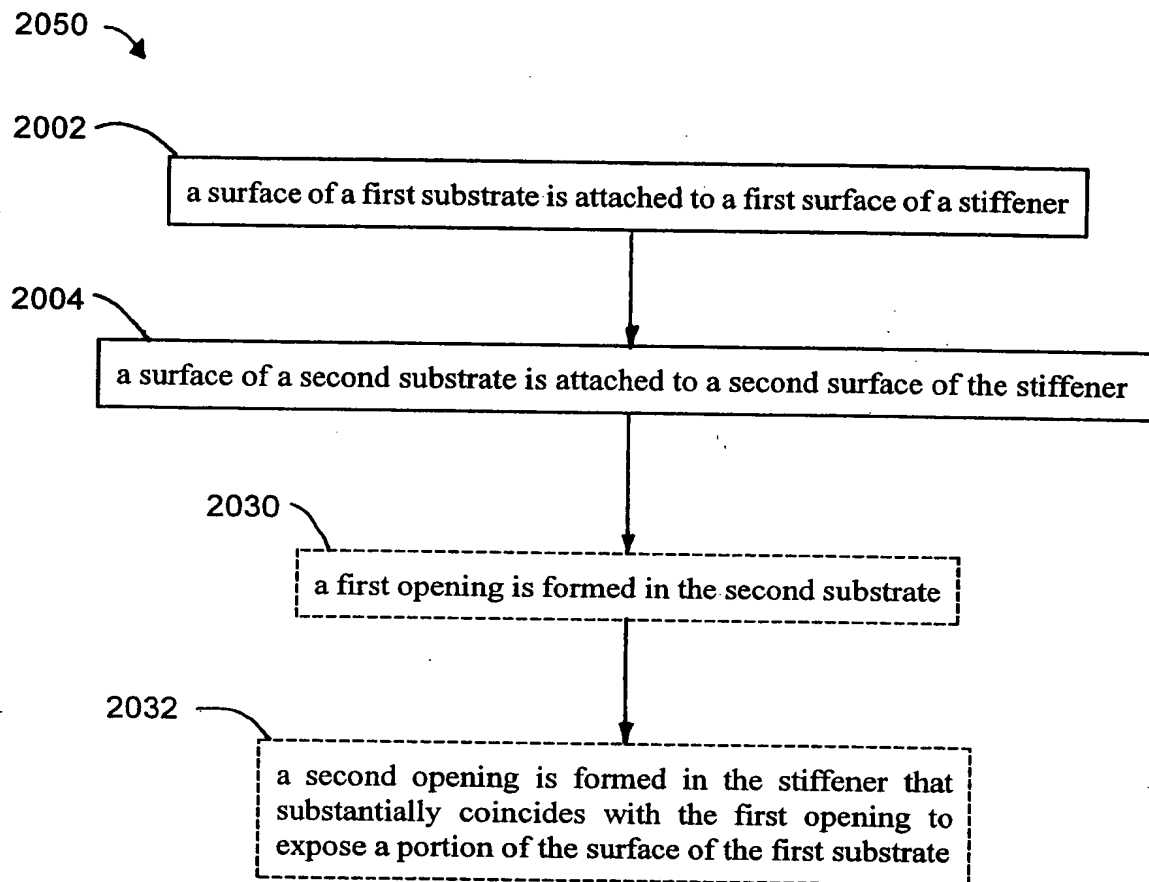 2050
2002
a surface of a first substrate is attached to a first surface of a stiffener
2004
a surface of a second substrate is attached to a second surface of the stiffener
2030
a first opening is formed in the second substrate
2032
a second opening is formed in the stiffener that
substantially coincides with the first opening to
expose a portion of the surface of the first substrate